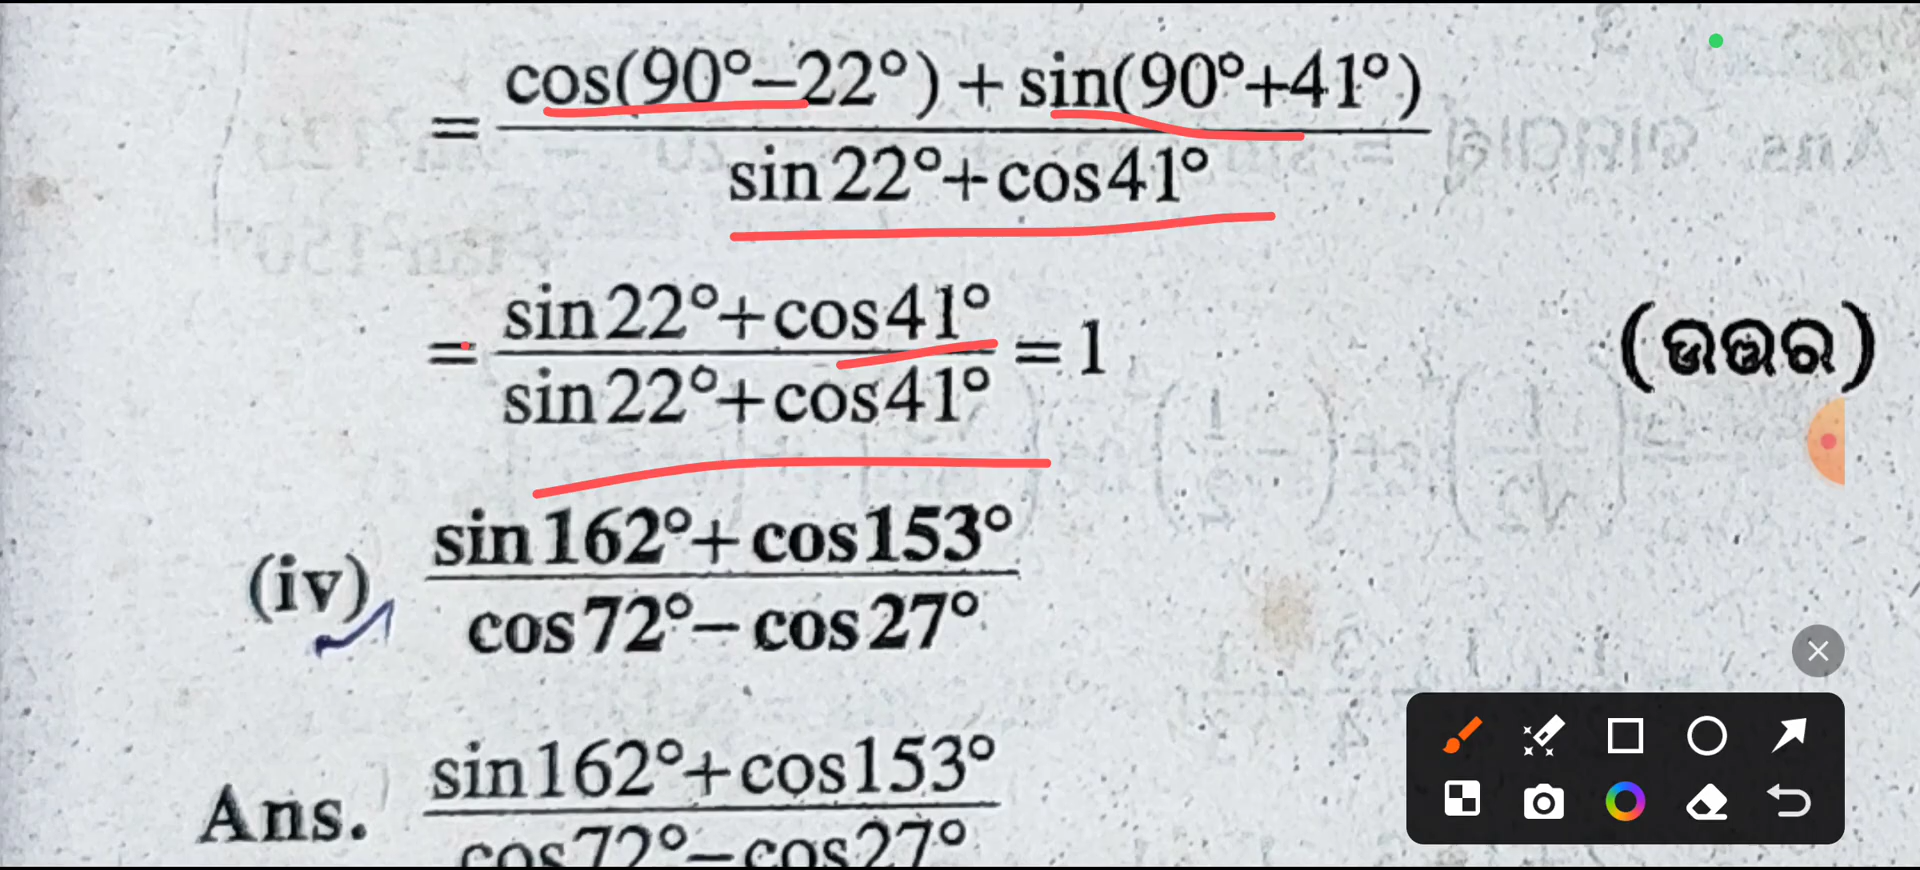 = cos(90°−22°) + sin(90°+41°) / sin 22°+cos 41°
= sin 22°+cos 41° / sin 22°+cos 41° = 1 (ଉତ୍ତର)
(iv) sin 162°+ cos 153° / cos 72°− cos 27°
Ans. sin 162°+cos 153° / cos 72°−cos 27°